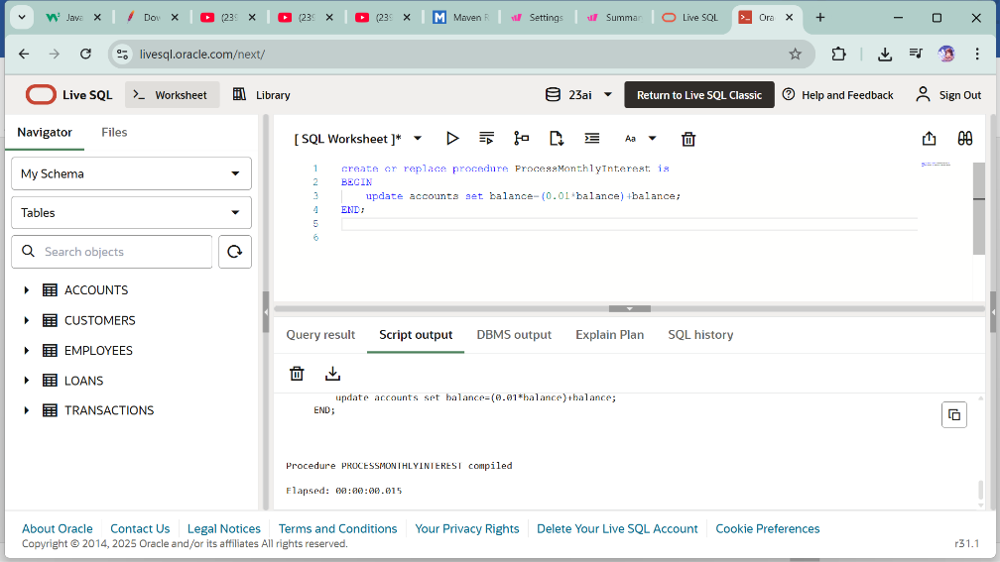 Java
Dov
(239
(239
(239
Maven R
Settings
Summar
Live SQL
Ora
livesql.oracle.com/next/
Live SQL
>_ Worksheet
Library
23ai
Return to Live SQL Classic
Help and Feedback
Sign Out
Navigator
Files
[ SQL Worksheet ]*
Aa
My Schema
Tables
Search objects
ACCOUNTS
CUSTOMERS
EMPLOYEES
LOANS
TRANSACTIONS
1 create or replace procedure ProcessMonthlyInterest is
2 BEGIN
3 update accounts set balance=(0.01*balance)+balance;
4 END;
5
6
Query result
Script output
DBMS output
Explain Plan
SQL history
update accounts set balance=(0.01*balance)+balance;
END;
Procedure PROCESSMONTHLYINTEREST compiled
Elapsed: 00:00:00.015
About Oracle Contact Us Legal Notices Terms and Conditions Your Privacy Rights Delete Your Live SQL Account Cookie Preferences
Copyright © 2014, 2025 Oracle and/or its affiliates All rights reserved.
r31.1